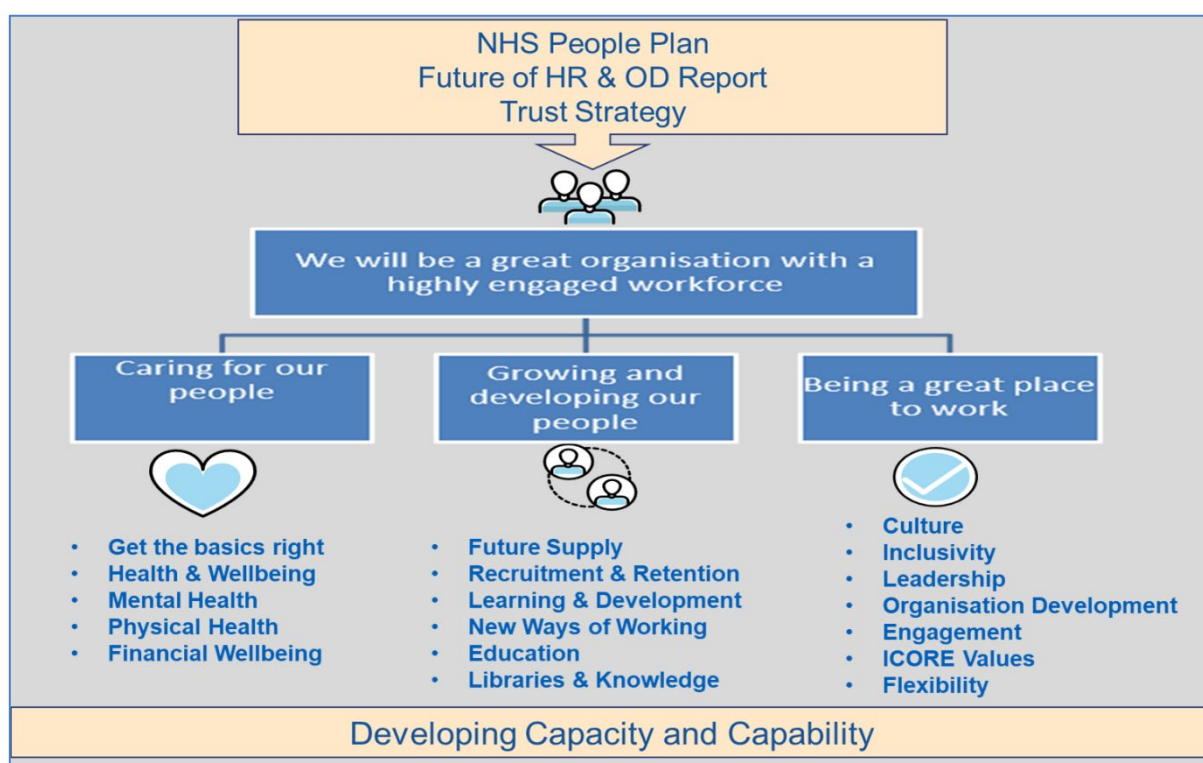 NHS People Plan
Future of HR & OD Report
Trust Strategy
We will be a great organisation with a
highly engaged workforce
Caring for our
people
Growing and
developing our
people
Being a great place
to work
• Get the basics right
• Health & Wellbeing
• Mental Health
• Physical Health
• Financial Wellbeing
• Future Supply
• Recruitment & Retention
• Learning & Development
• New Ways of Working
• Education
• Libraries & Knowledge
• Culture
• Inclusivity
• Leadership
• Organisation Development
• Engagement
• ICORE Values
• Flexibility
Developing Capacity and Capability